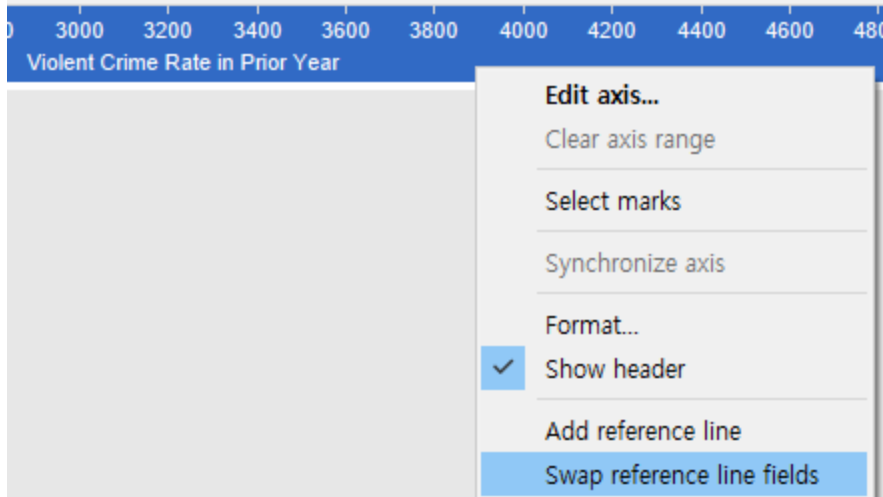 3000 3200 3400 3600 3800 4000 4200 4400 4600
Violent Crime Rate in Prior Year
Edit axis...
Clear axis range
Select marks
Synchronize axis
Format...
Show header
Add reference line
Swap reference line fields